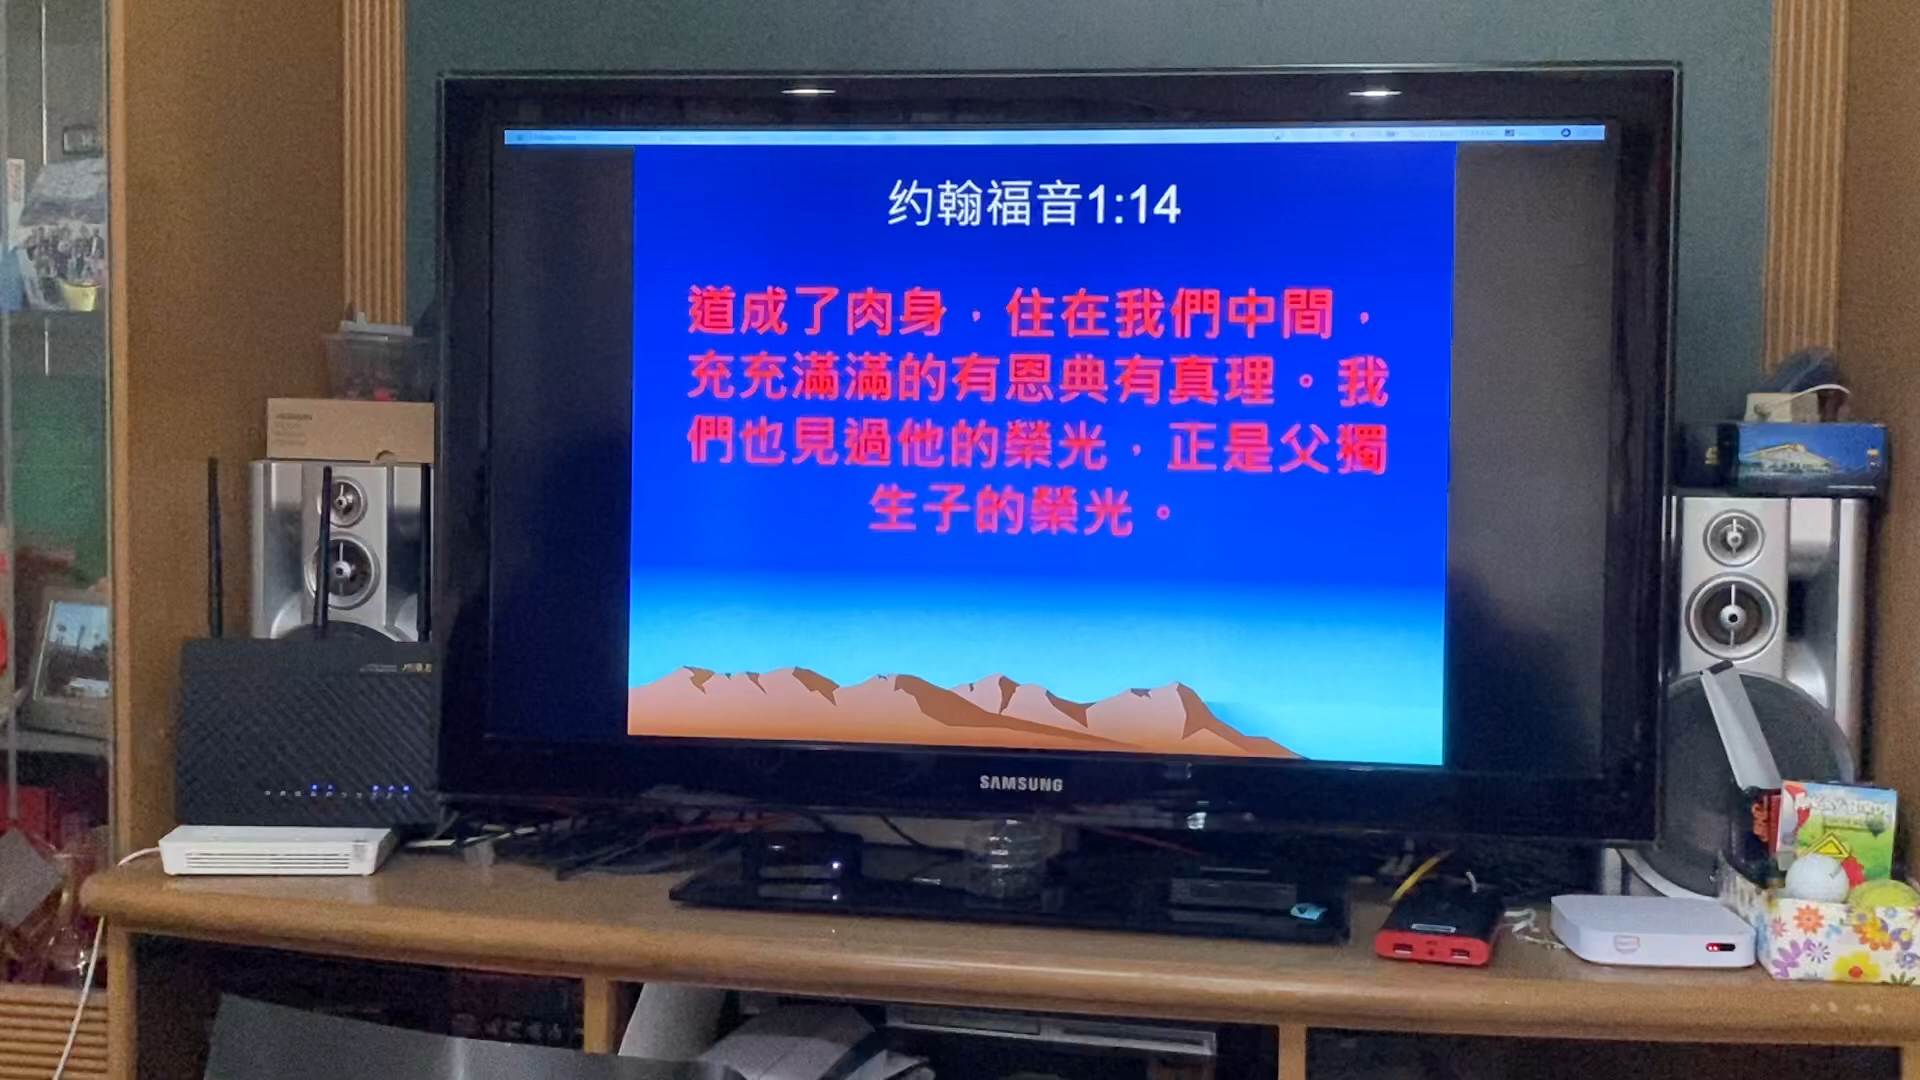 约翰福音1:14
道成了肉身，住在我們中間，
充充滿滿的有恩典有真理。我
們也見過他的榮光，正是父獨
生子的榮光。
SAMSUNG